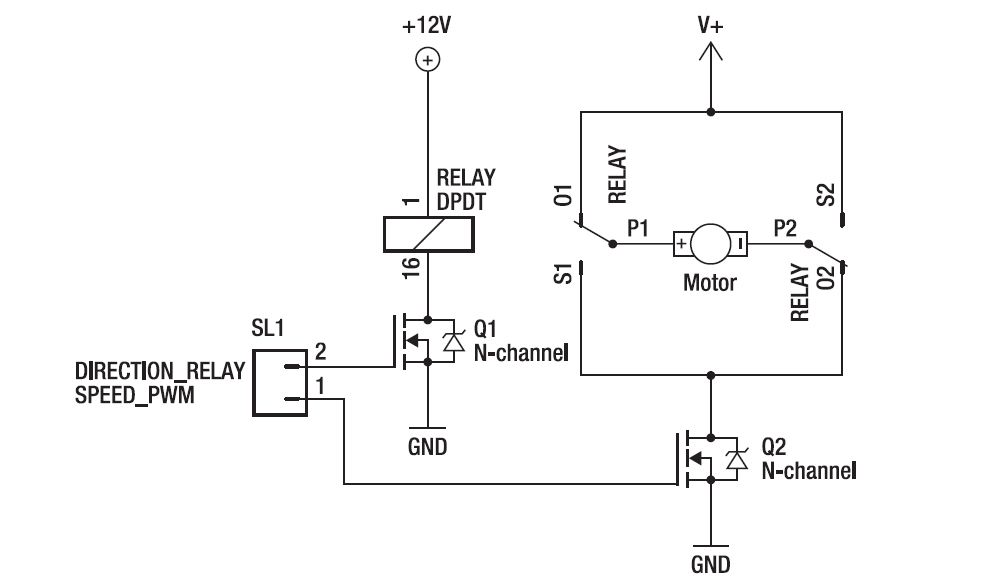 +12V
V+
RELAY
DPDT
1
16
O1
RELAY
S2
P1
+
Motor
P2
S1
RELAY
O2
SL1
2
1
DIRECTION_RELAY
SPEED_PWM
Q1
N-channel
GND
Q2
N-channel
GND